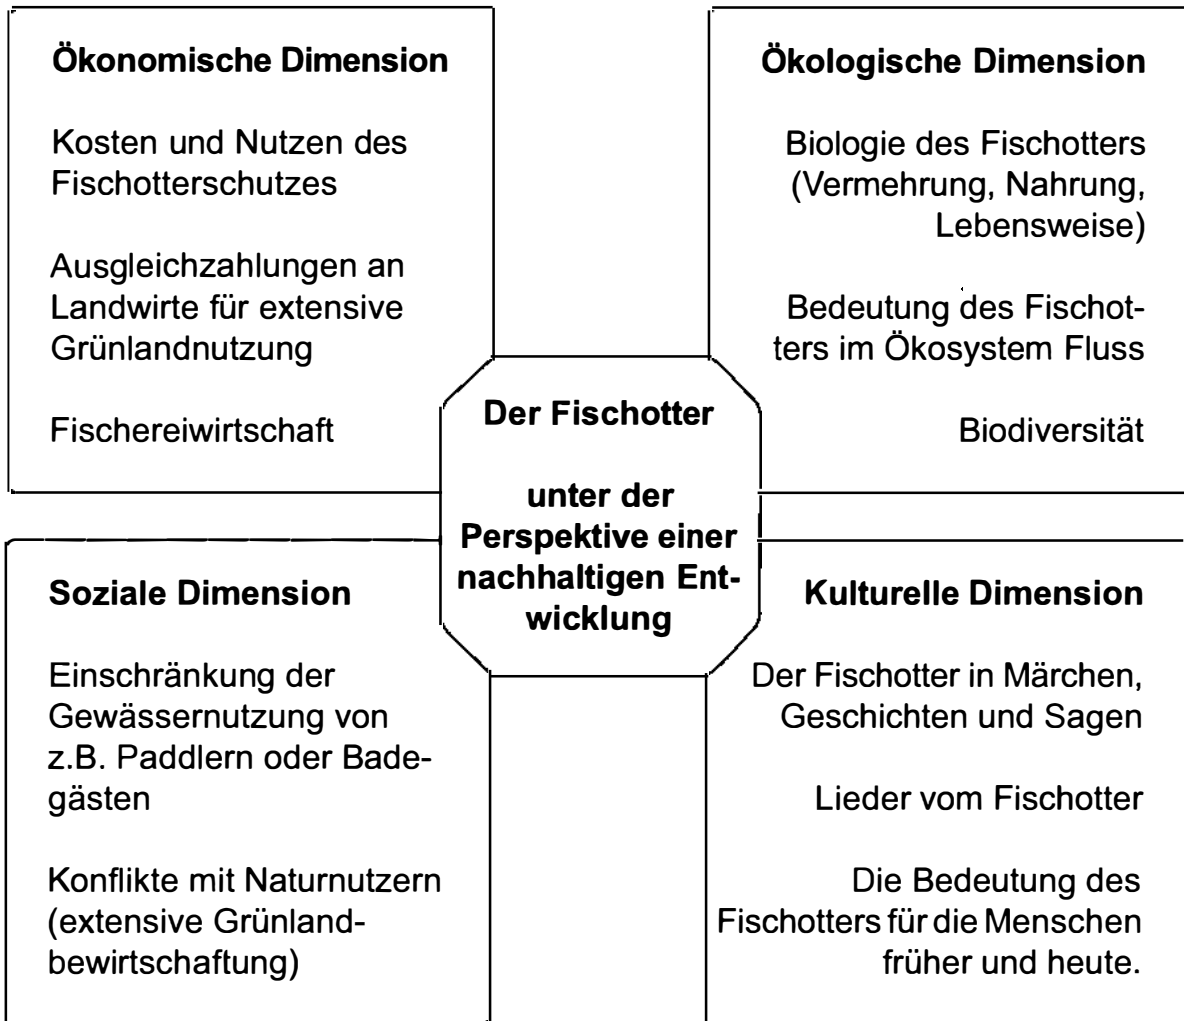 Ökonomische Dimension
Kosten und Nutzen des
Fischotterschutzes
Ausgleichzahlungen an
Landwirte für extensive
Grünlandnutzung
Fischereiwirtschaft
Ökologische Dimension
Biologie des Fischotters
(Vermehrung, Nahrung,
Lebensweise)
Bedeutung des Fischot-
ters im Ökosystem Fluss
Biodiversität
Der Fischotter
unter der
Perspektive einer
nachhaltigen Ent-
wicklung
Soziale Dimension
Einschränkung der
Gewässernutzung von
z.B. Paddlern oder Bade-
gästen
Konflikte mit Naturnutzern
(extensive Grünland-
bewirtschaftung)
Kulturelle Dimension
Der Fischotter in Märchen,
Geschichten und Sagen
Lieder vom Fischotter
Die Bedeutung des
Fischotters für die Menschen
früher und heute.